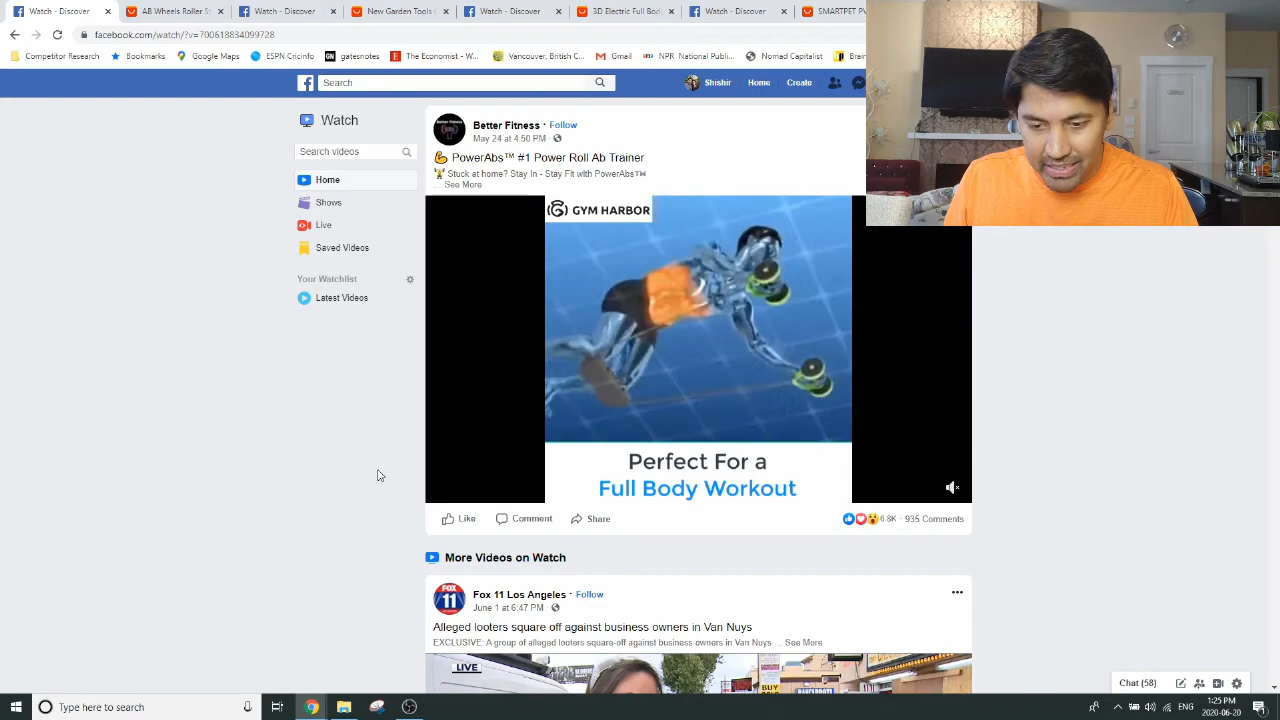 Watch - Discover
AB Wheels Roller S
Watch - Discover
New Garden Tools
Watch - Discover
3D Electric Full Bod
Watch - Discover
SMARTPET
facebook.com/watch/?v=700618834099728
Competitor Research
Bookmarks
Google Maps
ESPN Cricinfo
GN gatesnotes
E The Economist - W...
Vancouver, British C...
Gmail
NPR National Publi...
Nomad Capitalist
Brain
Search
Shishir
Home
Create
Watch
Search videos
Home
Shows
Live
Saved Videos
Your Watchlist
Latest Videos
Better Fitness · Follow
May 24 at 4:50 PM ·
PowerAbs™ #1 Power Roll Ab Trainer
Stuck at home? Stay In - Stay Fit with PowerAbs™
... See More
GYM HARBOR
Perfect For a
Full Body Workout
Like
Comment
Share
6.8K · 935 Comments
More Videos on Watch
FOX
11
Fox 11 Los Angeles · Follow
June 1 at 6:47 PM ·
Alleged looters square off against business owners in Van Nuys
EXCLUSIVE: A group of alleged looters square-off against business owners in Van Nuys ... See More
LIVE
BUY
Chat (58)
Type here to search
ENG
1:25 PM
2020-06-20